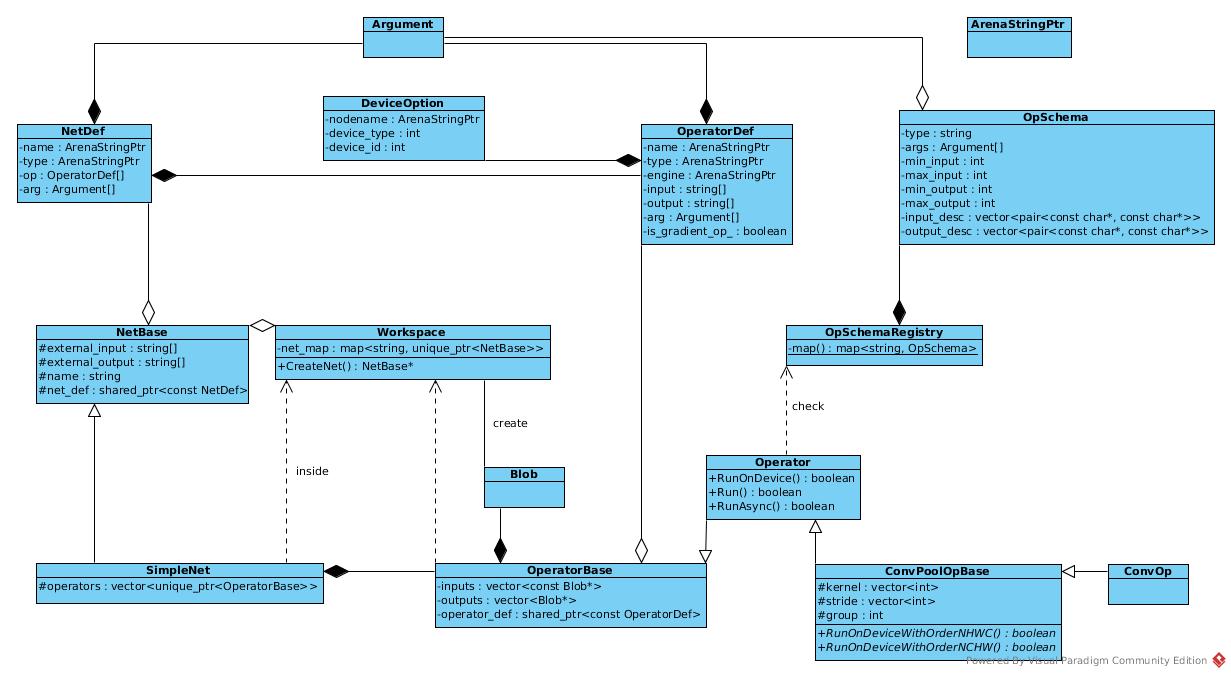 Argument
ArenaStringPtr
DeviceOption
-nodename : ArenaStringPtr
-device_type : int
-device_id : int
NetDef
-name : ArenaStringPtr
-type : ArenaStringPtr
-op : OperatorDef[]
-arg : Argument[]
OperatorDef
-name : ArenaStringPtr
-type : ArenaStringPtr
-engine : ArenaStringPtr
-input : string[]
-output : string[]
-arg : Argument[]
-is_gradient_op_ : boolean
OpSchema
-type : string
-args : Argument[]
-min_input : int
-max_input : int
-min_output : int
-max_output : int
-input_desc : vector<pair<const char*, const char*>>
-output_desc : vector<pair<const char*, const char*>>
NetBase
#external_input : string[]
#external_output : string[]
#name : string
#net_def : shared_ptr<const NetDef>
Workspace
-net_map : map<string, unique_ptr<NetBase>>
+CreateNet() : NetBase*
OpSchemaRegistry
-map() : map<string, OpSchema>
check
create
inside
Blob
Operator
+RunOnDevice() : boolean
+Run() : boolean
+RunAsync() : boolean
SimpleNet
#operators : vector<unique_ptr<OperatorBase>>
OperatorBase
-inputs : vector<const Blob*>
-outputs : vector<Blob*>
-operator_def : shared_ptr<const OperatorDef>
ConvPoolOpBase
#kernel : vector<int>
#stride : vector<int>
#group : int
+RunOnDeviceWithOrderNHWC() : boolean
+RunOnDeviceWithOrderNCHW() : boolean
ConvOp
Powered By Visual Paradigm Community Edition